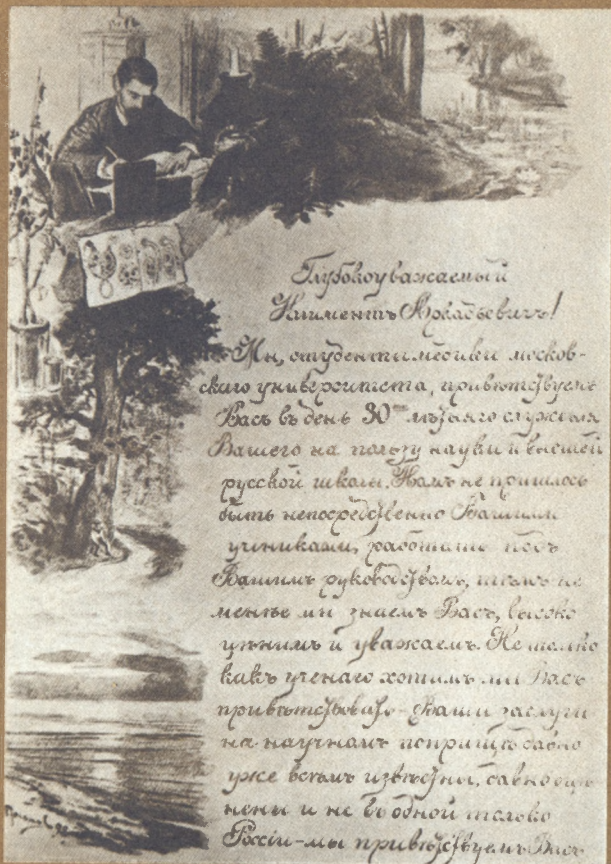 Глубокоуважаемый
Климентъ Аркадьевичъ!
Мы, студенты медики москов-
скаго университета, привѣтствуемъ
Васъ въ день 30 лѣтняго служенія
Вашего на пользу науки и высшей
русской школы. Намъ не пришлось
быть непосредственно Вашими
учениками, работать подъ
Вашимъ руководствомъ, тѣмъ не
менѣе мы знаемъ Васъ, высоко
цѣнимъ и уважаемъ. Не только
какъ ученаго хотимъ мы Васъ
привѣтствовать – Ваши заслуги
на научномъ поприщѣ давно
уже всѣмъ извѣстны, давно оцѣ-
нены и не въ одной только
Россіи – мы привѣтствуемъ Васъ